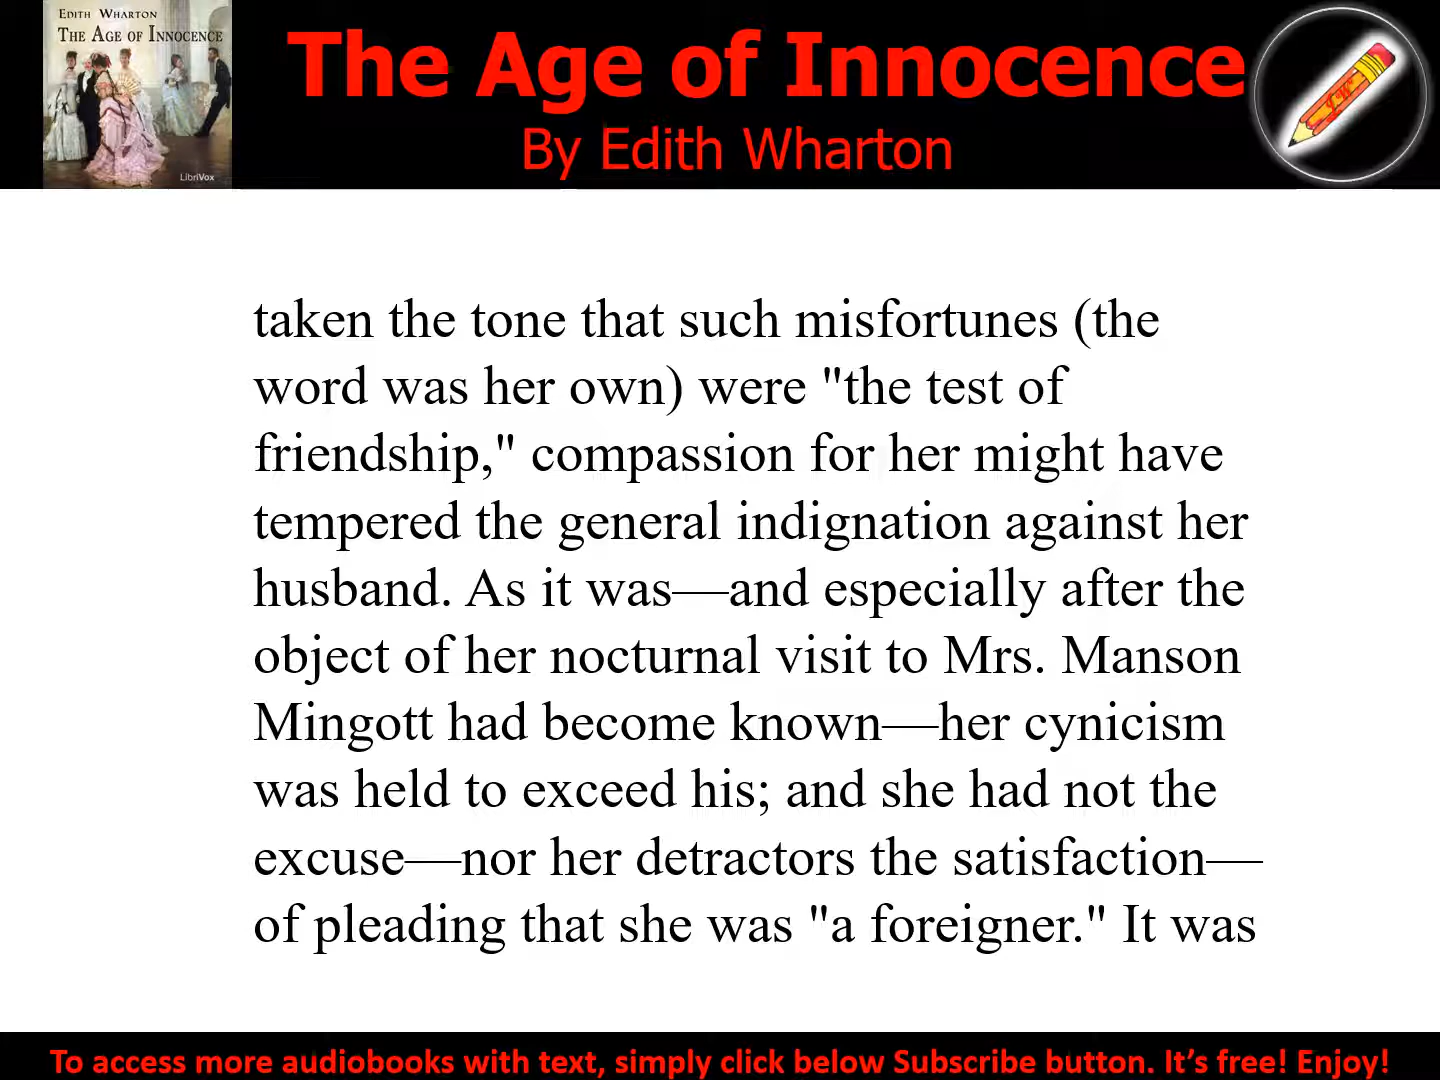 EDITH WHARTON
THE AGE OF INNOCENCE
LibriVox
The Age of Innocence
By Edith Wharton
taken the tone that such misfortunes (the
word was her own) were "the test of
friendship," compassion for her might have
tempered the general indignation against her
husband. As it was—and especially after the
object of her nocturnal visit to Mrs. Manson
Mingott had become known—her cynicism
was held to exceed his; and she had not the
excuse—nor her detractors the satisfaction—
of pleading that she was "a foreigner." It was
To access more audiobooks with text, simply click below Subscribe button. It’s free! Enjoy!